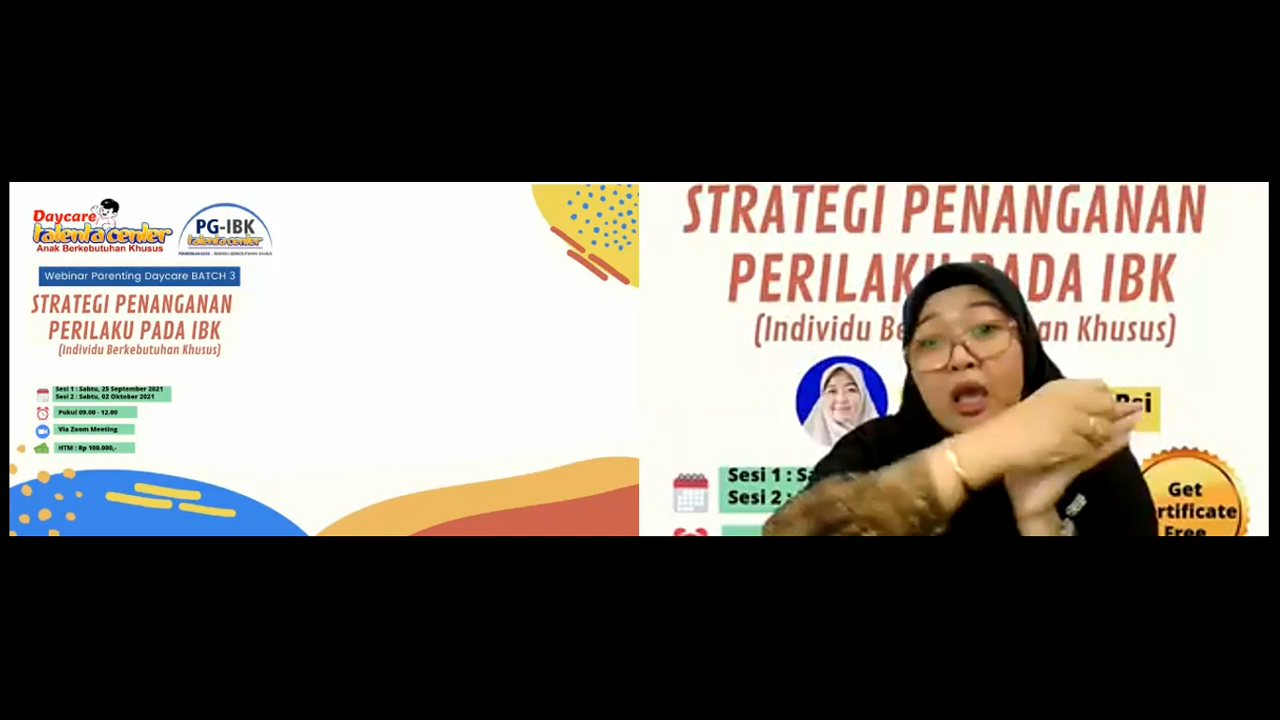 Daycare
talenta center
Anak Berkebutuhan Khusus
PG-IBK
talenta center
Webinar Parenting Daycare BATCH 3
STRATEGI PENANGANAN
PERILAKU PADA IBK
(Individu Berkebutuhan Khusus)
Sesi 1 : Sabtu, 25 September 2021
Sesi 2 : Sabtu, 02 Oktober 2021
Pukul 09.00 - 12.00
Via Zoom Meeting
HTM : Rp 100.000,-
STRATEGI PENANGANAN
PERILAKU PADA IBK
(Individu Be an Khusus)
Psi
Sesi 1 : Sa
Sesi 2 :
Get
rtificate
Free